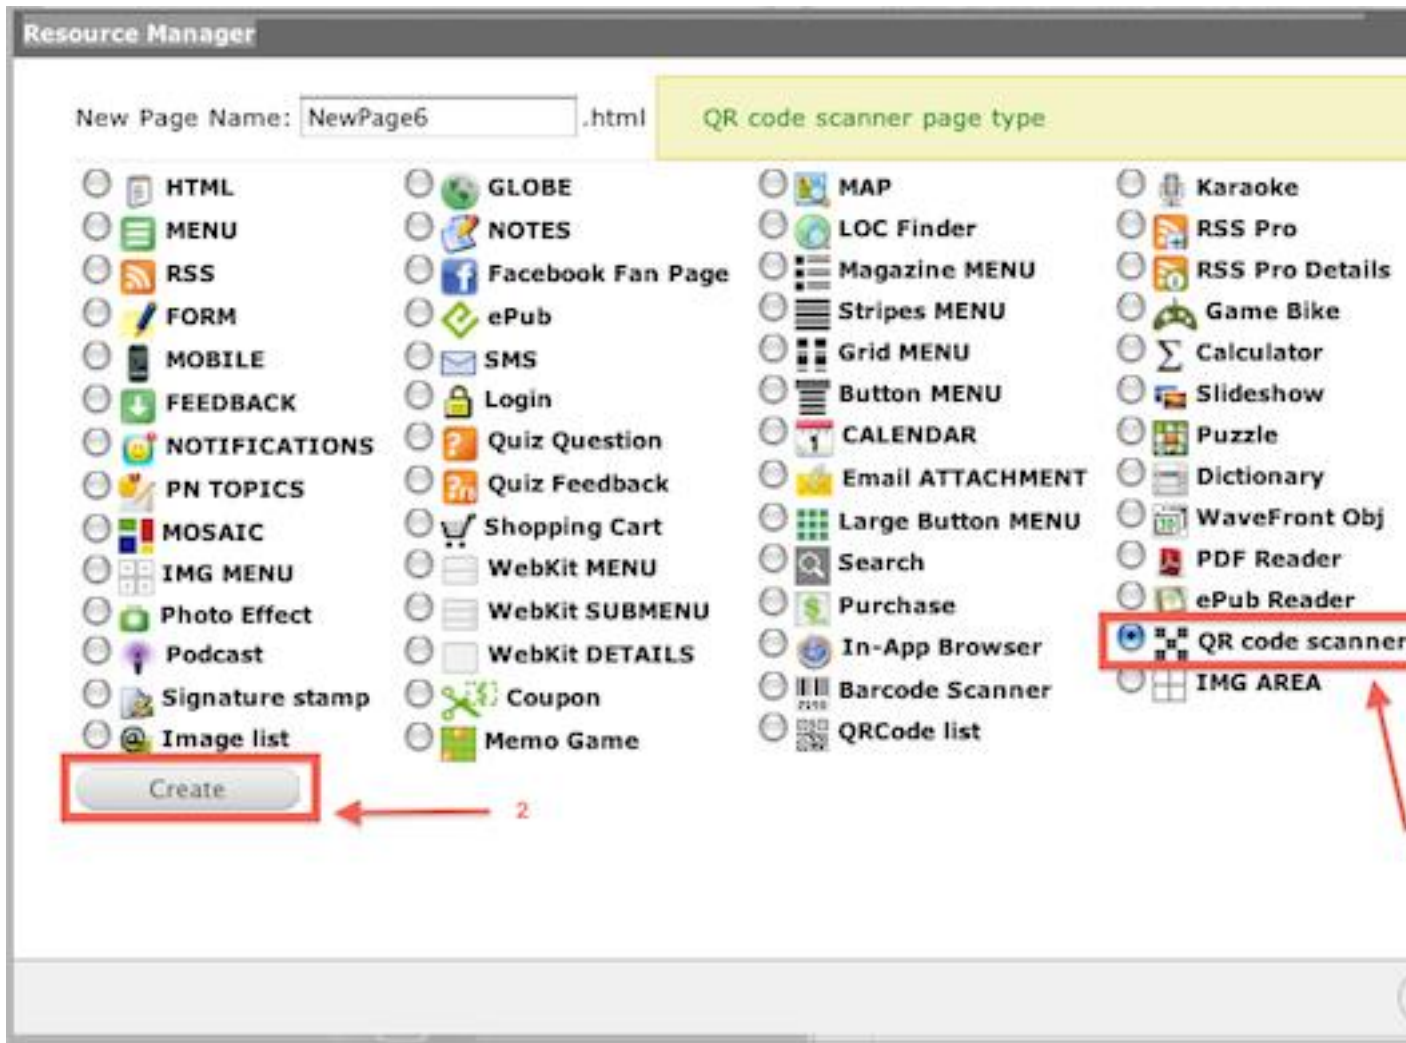 Resource Manager
New Page Name: NewPage6 .html QR code scanner page type
HTML GLOBE MAP Karaoke
MENU NOTES LOC Finder RSS Pro
RSS Facebook Fan Page Magazine MENU RSS Pro Details
FORM ePub Stripes MENU Game Bike
MOBILE SMS Grid MENU Calculator
FEEDBACK Login Button MENU Slideshow
NOTIFICATIONS Quiz Question CALENDAR Puzzle
PN TOPICS Quiz Feedback Email ATTACHMENT Dictionary
MOSAIC Shopping Cart Large Button MENU WaveFront Obj
IMG MENU WebKit MENU Search PDF Reader
Photo Effect WebKit SUBMENU Purchase ePub Reader
Podcast WebKit DETAILS In-App Browser QR code scanner
Signature stamp Coupon Barcode Scanner IMG AREA
Image list Memo Game QRCode list
Create 2